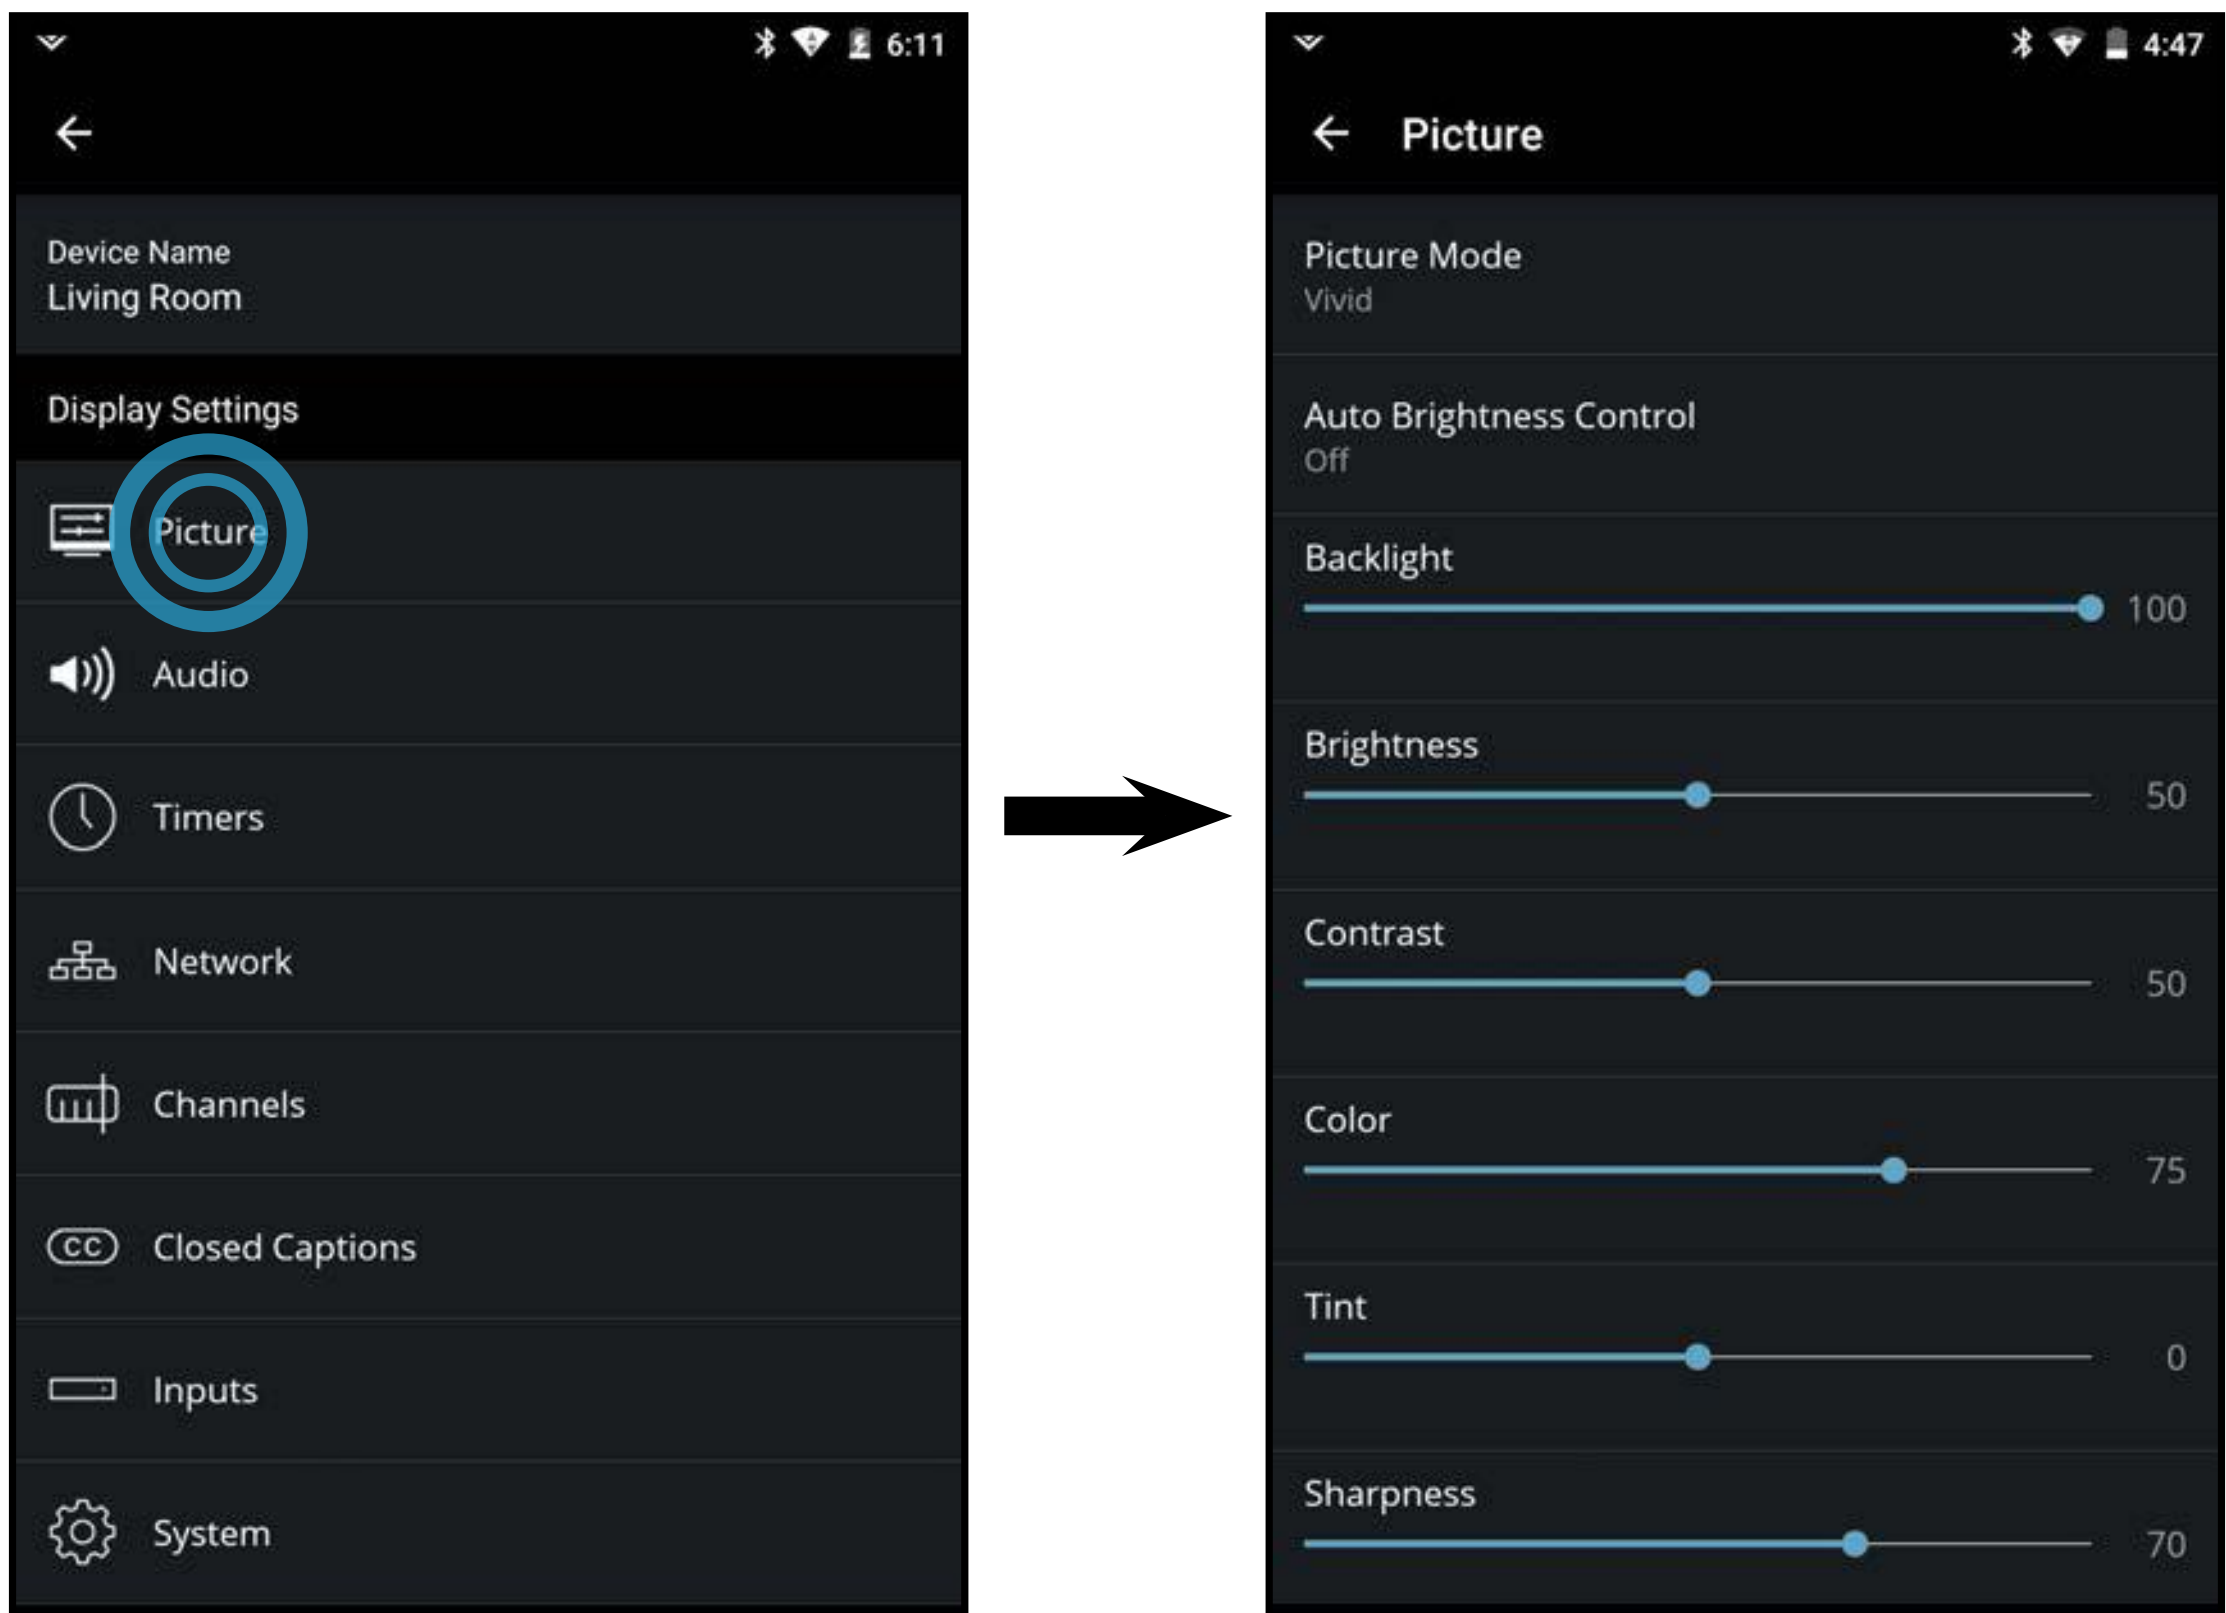 6:11
Device Name
Living Room
Display Settings
Picture
Audio
Timers
Network
Channels
CC Closed Captions
Inputs
System
4:47
Picture
Picture Mode
Vivid
Auto Brightness Control
Off
Backlight
100
Brightness
50
Contrast
50
Color
75
Tint
0
Sharpness
70